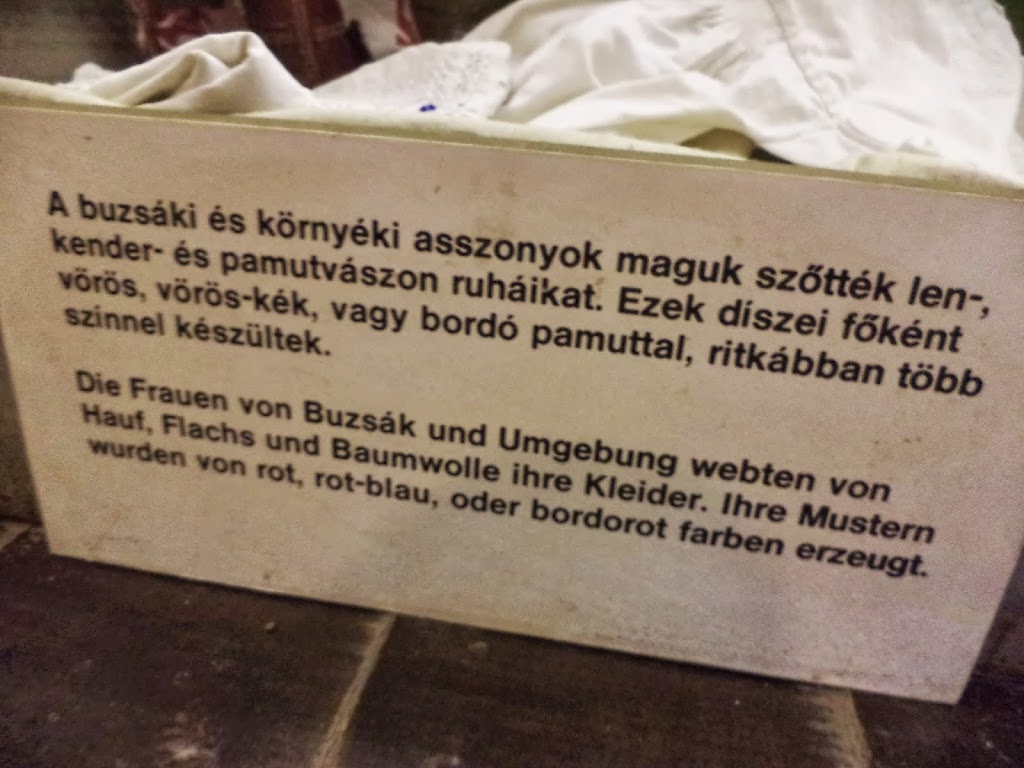 A buzsáki és környéki asszonyok maguk szőtték len-,
kender- és pamutvászon ruháikat. Ezek díszei főként
vörös, vörös-kék, vagy bordó pamuttal, ritkábban több
színnel készültek.
Die Frauen von Buzsák und Umgebung webten von
Hauf, Flachs und Baumwolle ihre Kleider. Ihre Mustern
wurden von rot, rot-blau, oder bordorot farben erzeugt.